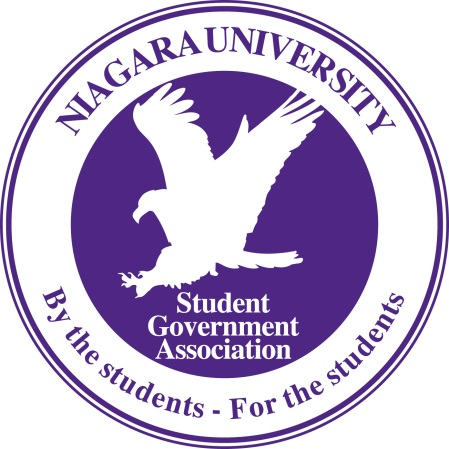 NIAGARA UNIVERSITY
Student
Government
Association
By the students - For the students